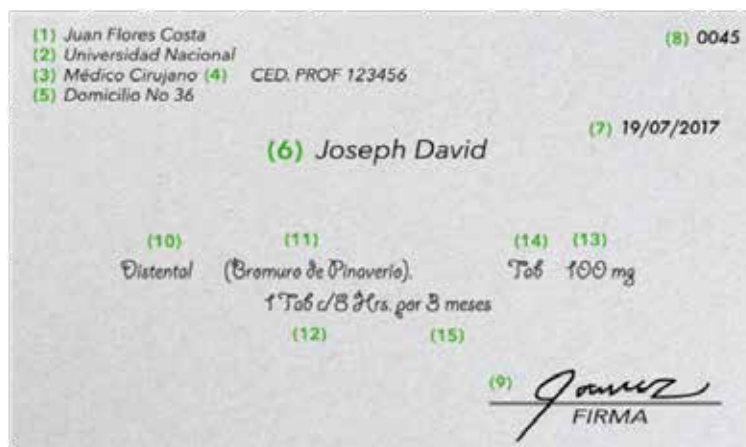 (1) Juan Flores Costa
(8) 0045
(2) Universidad Nacional
(3) Médico Cirujano (4) CED. PROF 123456
(5) Domicilio No 36
(7) 19/07/2017
(6) Joseph David
(10) (11) (14) (13)
Distental (Bromuro de Pinaverio). Tab 100 mg
1 Tab c/8 Hrs. por 3 meses
(12) (15)
(9)
FIRMA